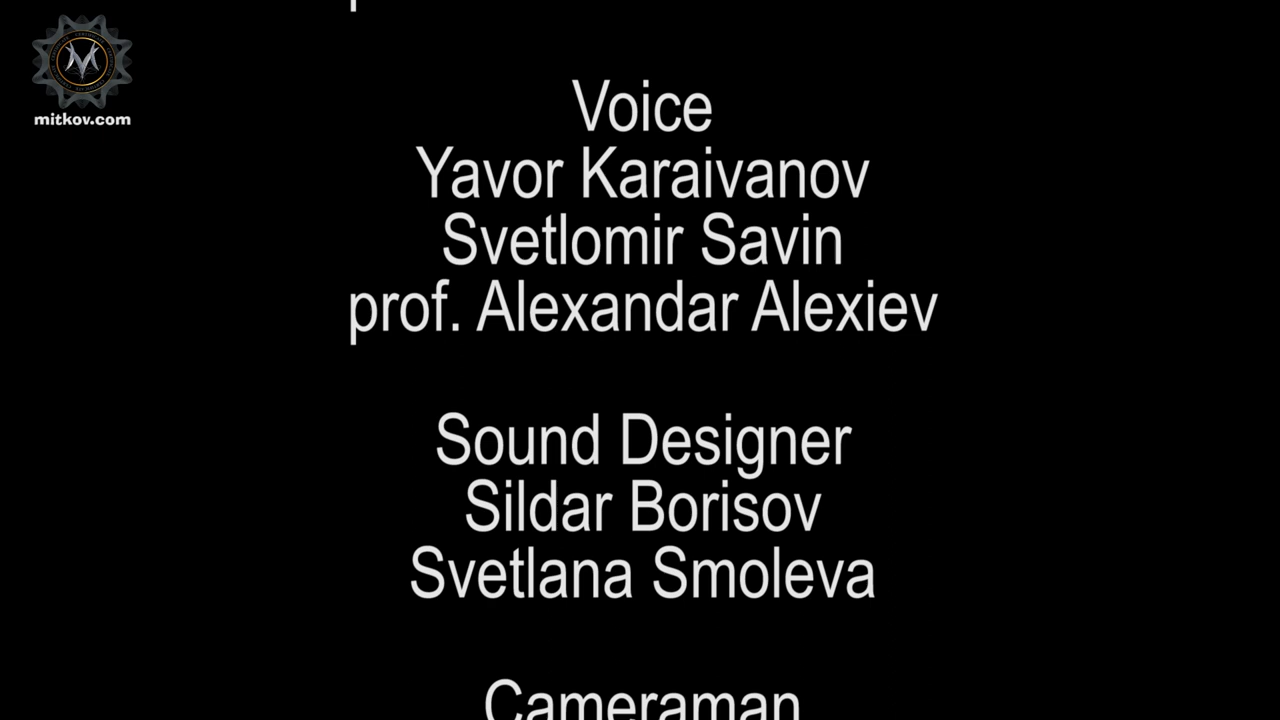 mitkov.com
Voice
Yavor Karaivanov
Svetlomir Savin
prof. Alexandar Alexiev
Sound Designer
Sildar Borisov
Svetlana Smoleva
Cameraman